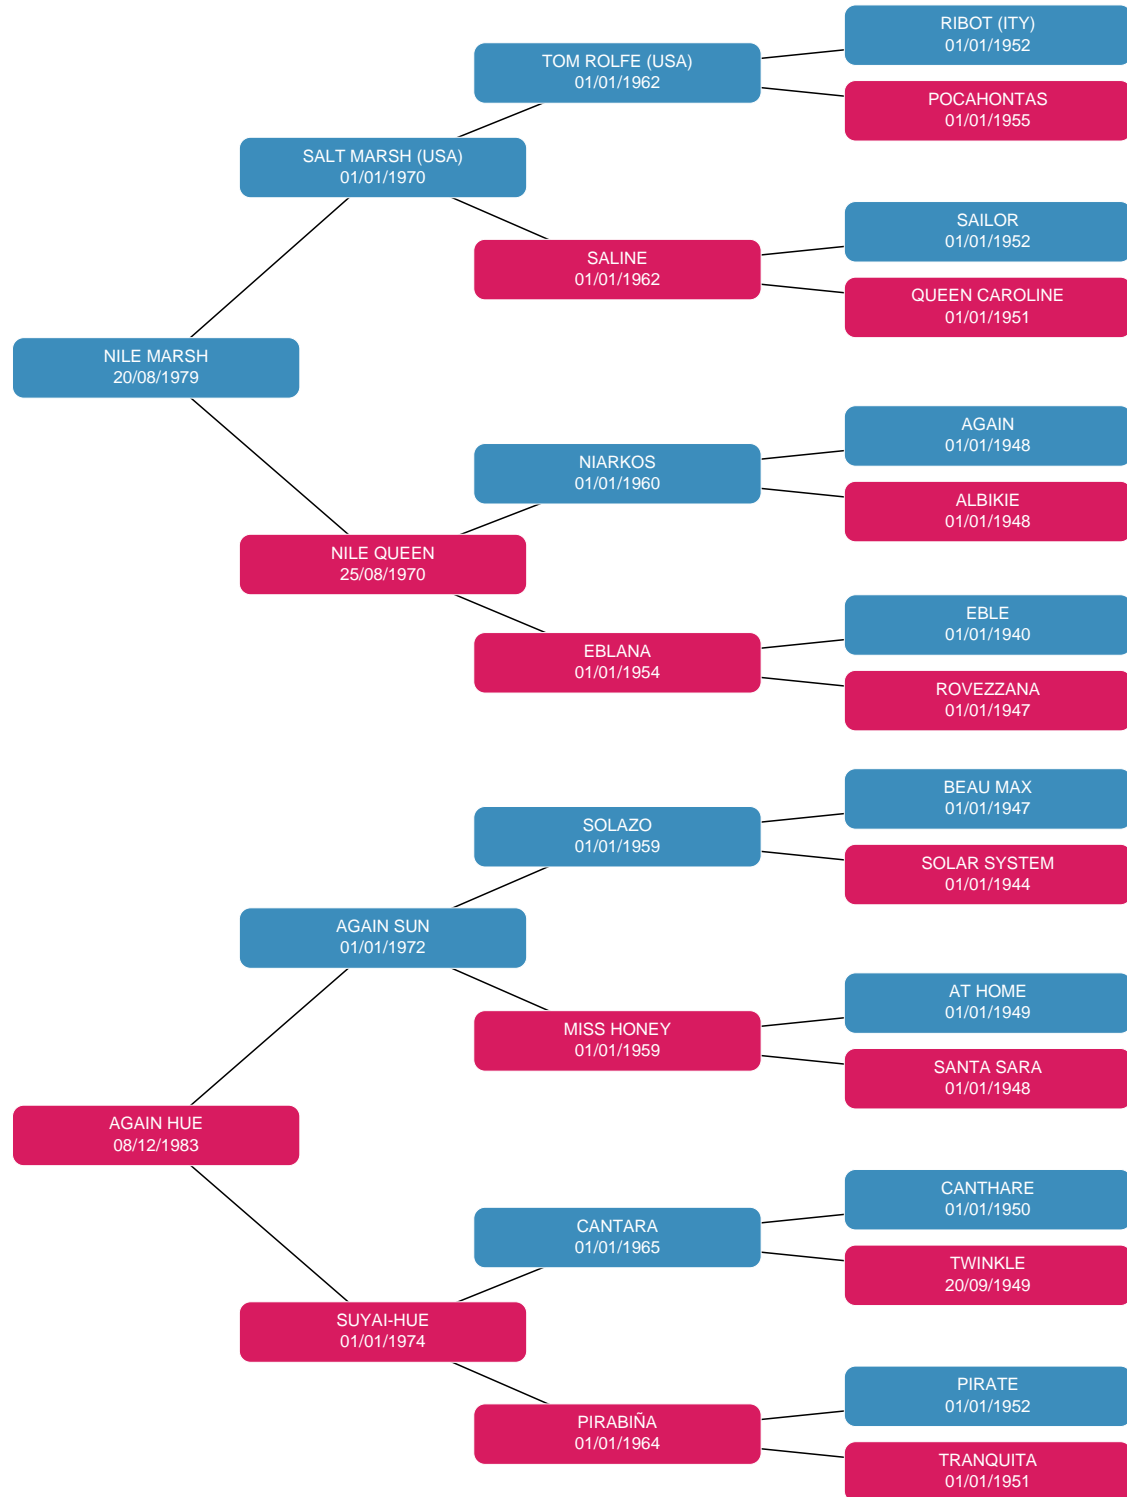 RIBOT (ITY)
01/01/1952
TOM ROLFE (USA)
01/01/1962
POCAHONTAS
01/01/1955
SALT MARSH (USA)
01/01/1970
SAILOR
01/01/1952
SALINE
01/01/1962
QUEEN CAROLINE
01/01/1951
NILE MARSH
20/08/1979
AGAIN
01/01/1948
NIARKOS
01/01/1960
ALBIKIE
01/01/1948
NILE QUEEN
25/08/1970
EBLE
01/01/1940
EBLANA
01/01/1954
ROVEZZANA
01/01/1947
BEAU MAX
01/01/1947
SOLAZO
01/01/1959
SOLAR SYSTEM
01/01/1944
AGAIN SUN
01/01/1972
AT HOME
01/01/1949
MISS HONEY
01/01/1959
SANTA SARA
01/01/1948
AGAIN HUE
08/12/1983
CANTHARE
01/01/1950
CANTARA
01/01/1965
TWINKLE
20/09/1949
SUYAI-HUE
01/01/1974
PIRATE
01/01/1952
PIRABIÑA
01/01/1964
TRANQUITA
01/01/1951